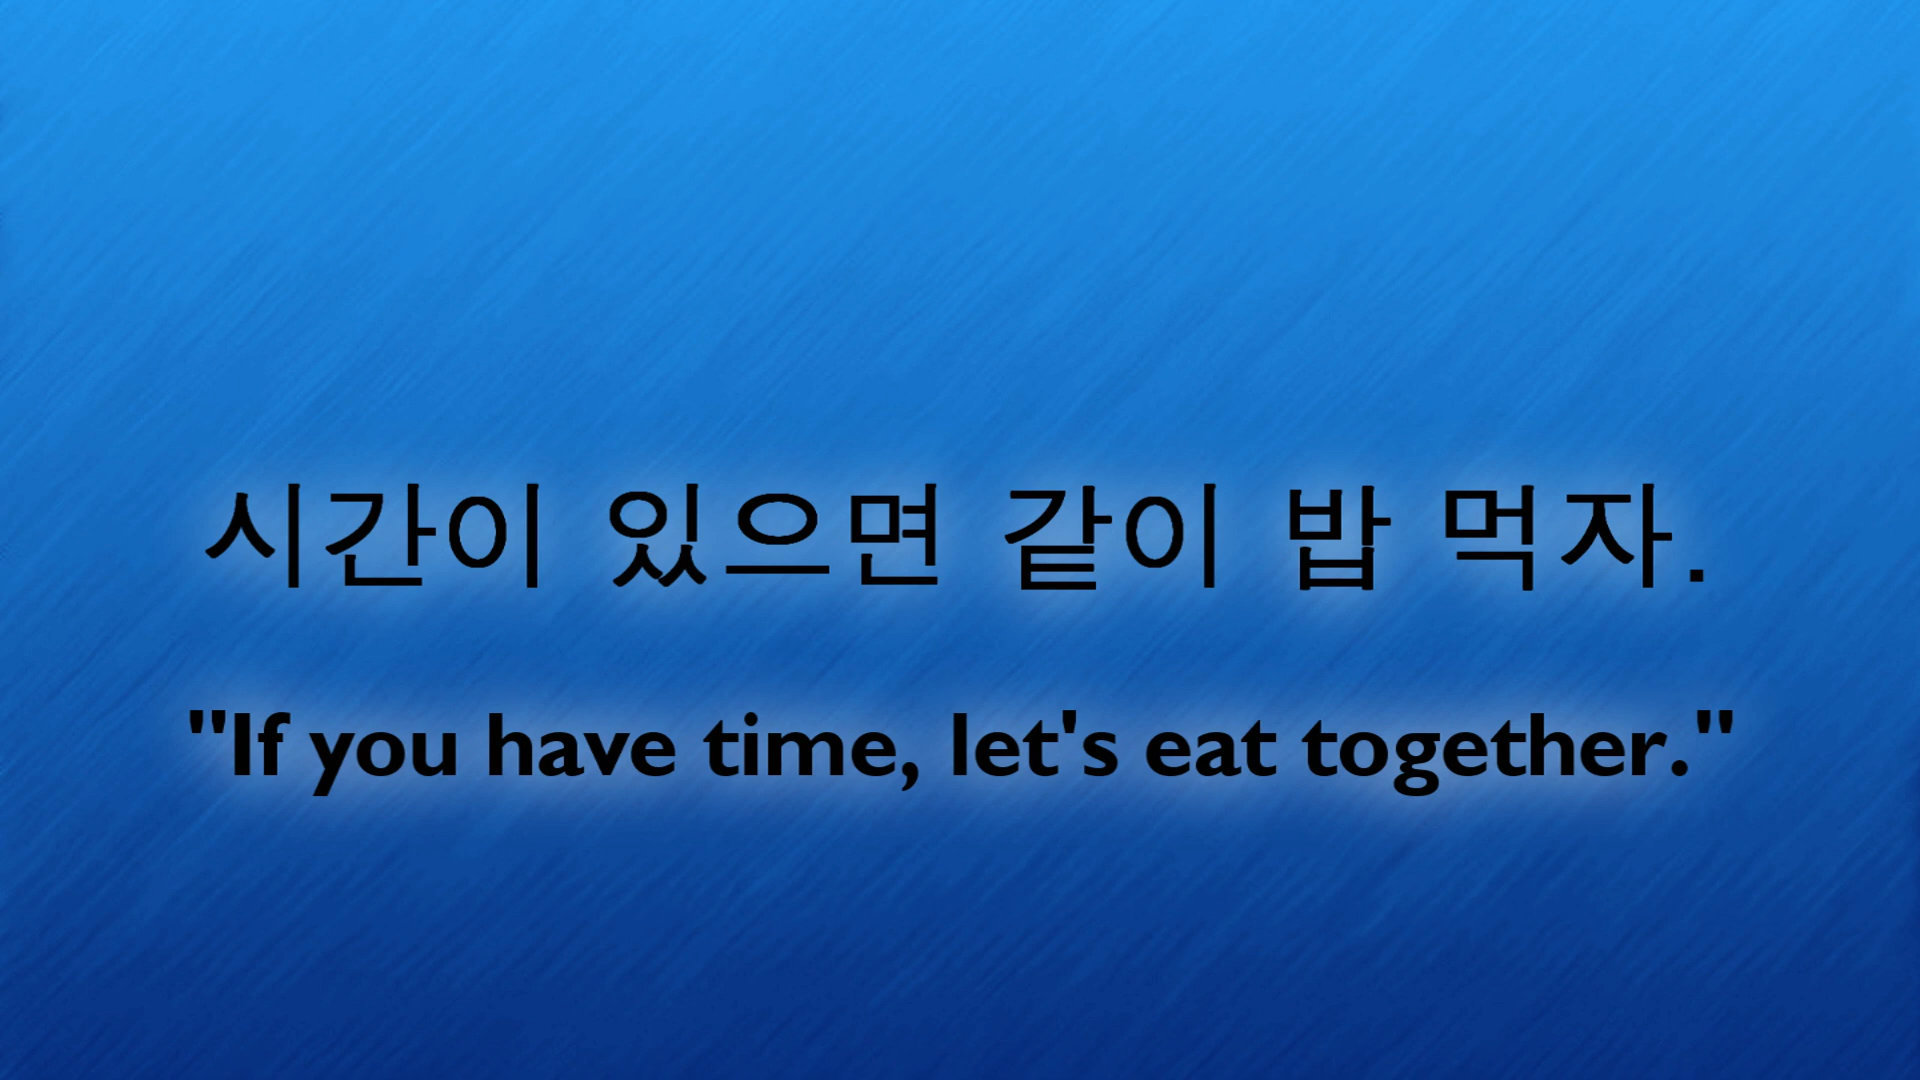 시간이 있으면 같이 밥 먹자.
"If you have time, let's eat together."